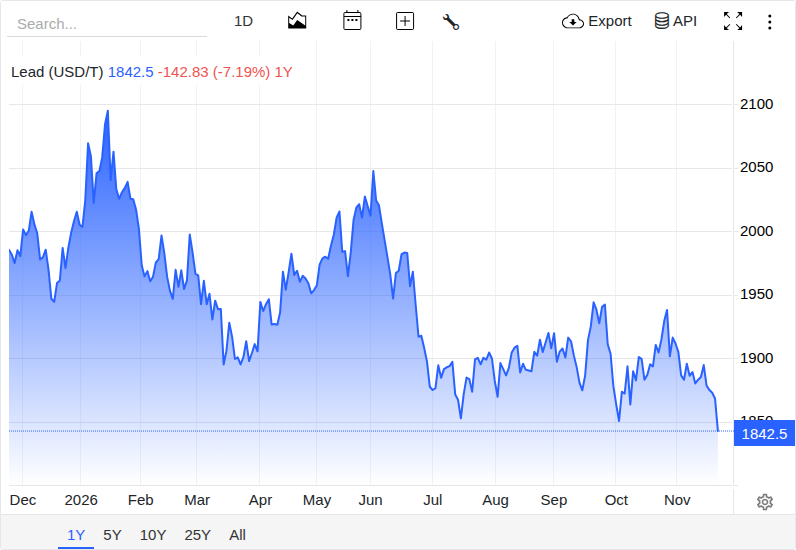 Search... 1D Export API
Lead (USD/T) 1842.5 -142.83 (-7.19%) 1Y
2100
2050
2000
1950
1900
1850
1842.5
Dec 2026 Feb Mar Apr May Jun Jul Aug Sep Oct Nov
1Y 5Y 10Y 25Y All